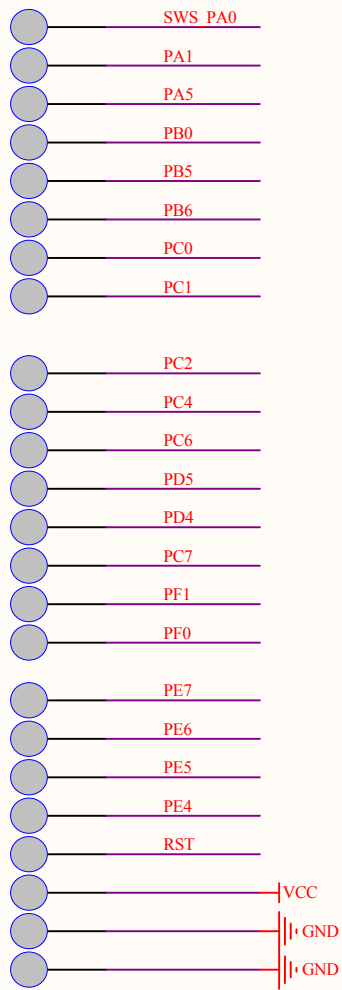 SWS_PA0
PA1
PA5
PB0
PB5
PB6
PC0
PC1
PC2
PC4
PC6
PD5
PD4
PC7
PF1
PF0
PE7
PE6
PE5
PE4
RST
VCC
GND
GND